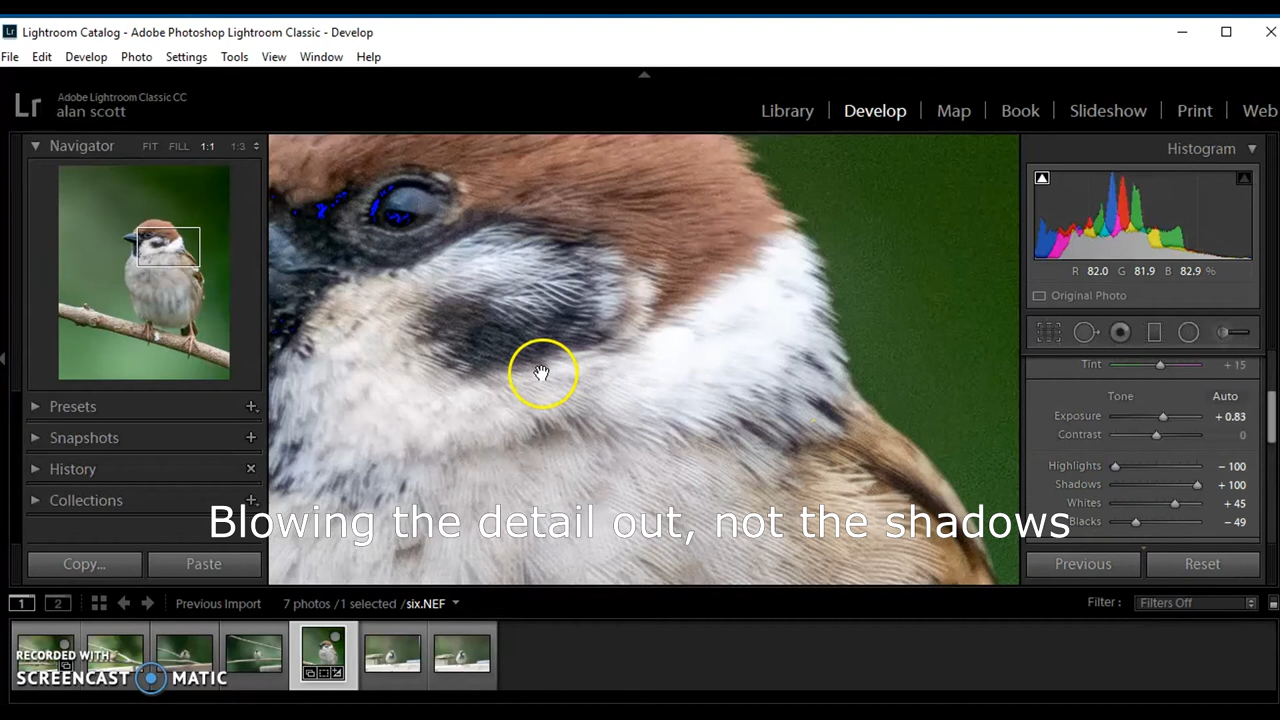 Lr Lightroom Catalog - Adobe Photoshop Lightroom Classic - Develop
File Edit Develop Photo Settings Tools View Window Help
Lr Adobe Lightroom Classic CC
alan scott
Library | Develop | Map | Book | Slideshow | Print | Web
Navigator FIT FILL 1:1 1:3
Histogram
R 82.0 G 81.9 B 82.9 %
Original Photo
Tint + 15
Tone Auto
Exposure + 0.83
Contrast 0
Highlights − 100
Shadows + 100
Whites + 45
Blacks − 49
Presets
Snapshots
History
Collections
Blowing the detail out, not the shadows
Copy... Paste
Previous Reset
1 2 Previous Import 7 photos /1 selected /six.NEF
Filter : Filters Off
RECORDED WITH
SCREENCAST MATIC